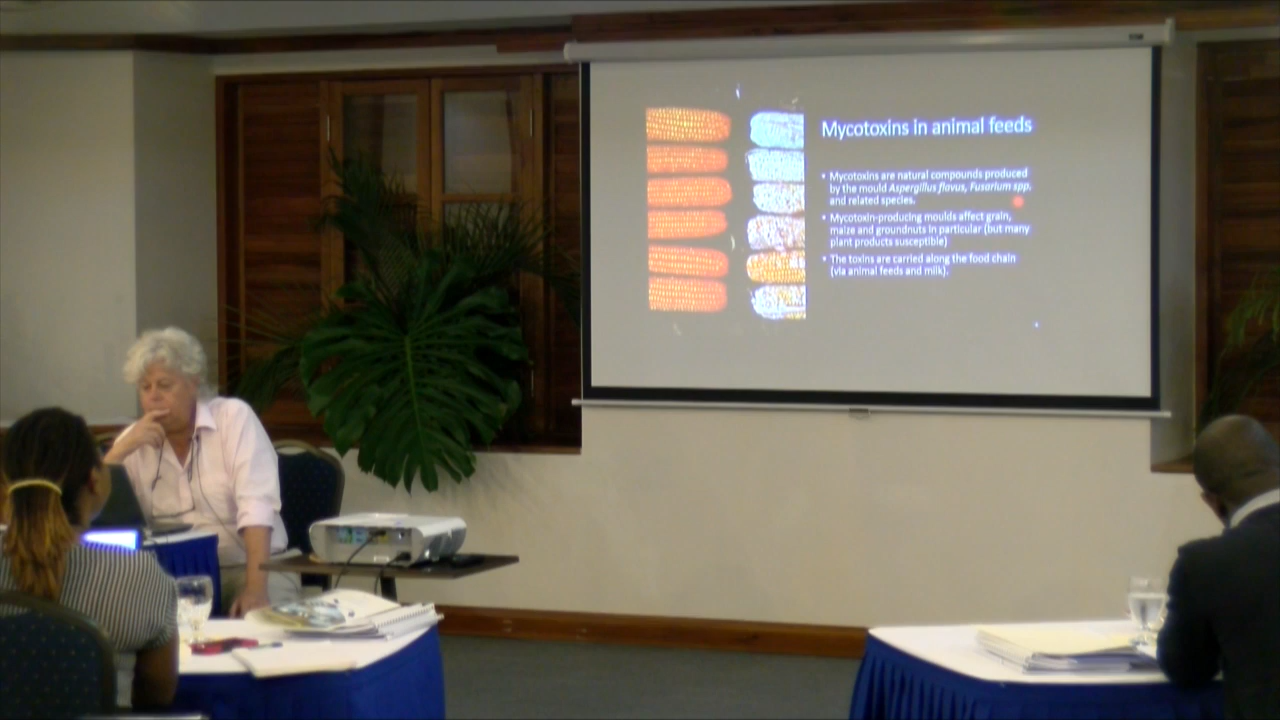 Mycotoxins in animal feeds
• Mycotoxins are natural compounds produced
by the mould Aspergillus flavus, Fusarium spp.
and related species.
• Mycotoxin-producing moulds affect grain,
maize and groundnuts in particular (but many
plant products susceptible)
• The toxins are carried along the food chain
(via animal feeds and milk).